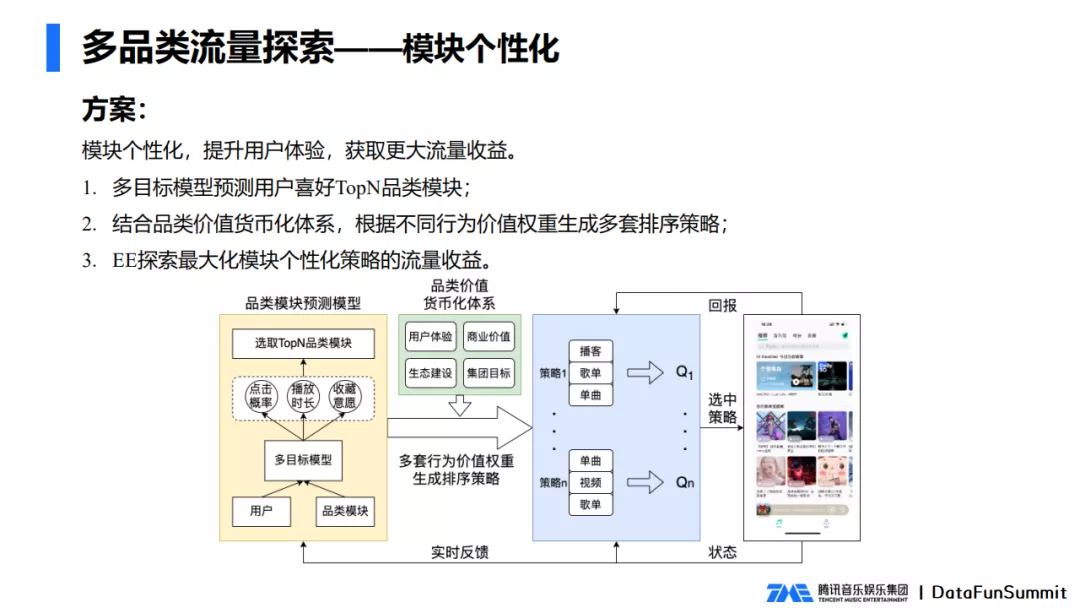 多品类流量探索——模块个性化
方案：
模块个性化，提升用户体验，获取更大流量收益。
1. 多目标模型预测用户喜好TopN品类模块；
2. 结合品类价值货币化体系，根据不同行为价值权重生成多套排序策略；
3. EE探索最大化模块个性化策略的流量收益。
品类模块预测模型
选取TopN品类模块
点击
概率
播放
时长
收藏
意愿
多目标模型
用户
品类模块
品类价值
货币化体系
用户体验
商业价值
生态建设
集团目标
多套行为价值权重
生成排序策略
策略1
播客
歌单
单曲
Q1
策略n
单曲
视频
歌单
Qn
回报
选中
策略
实时反馈
状态
腾讯音乐娱乐集团
TENCENT MUSIC ENTERTAINMENT
| DataFunSummit